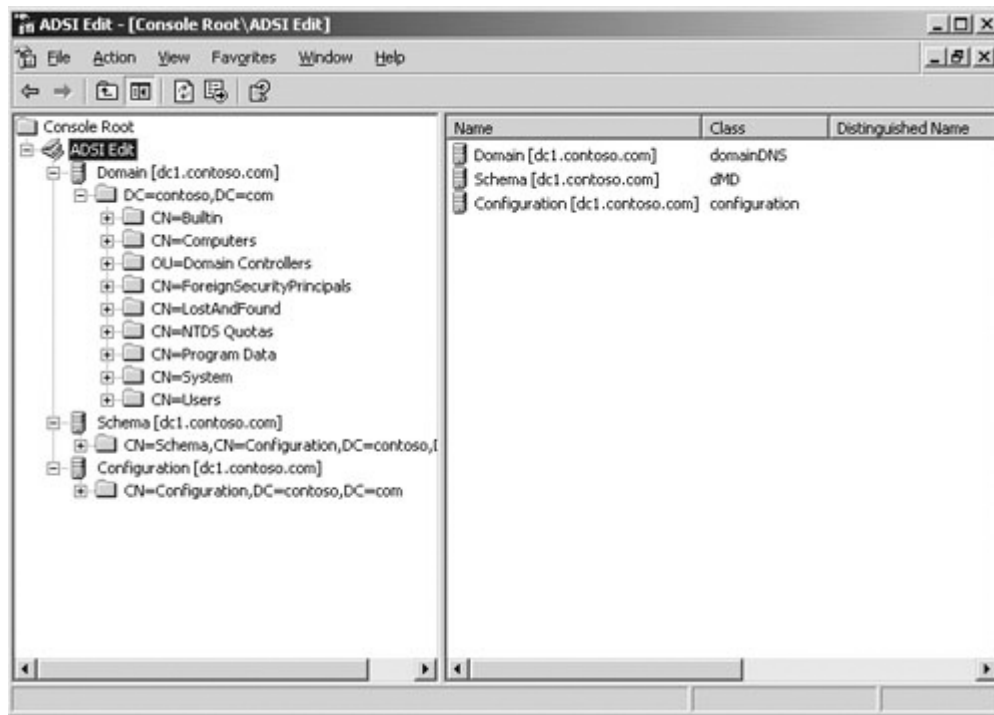 ADSI Edit - [Console Root\ADSI Edit]
File Action View Favorites Window Help
Console Root
ADSI Edit
Domain [dc1.contoso.com]
DC=contoso,DC=com
CN=Builtin
CN=Computers
OU=Domain Controllers
CN=ForeignSecurityPrincipals
CN=LostAndFound
CN=NTDS Quotas
CN=Program Data
CN=System
CN=Users
Schema [dc1.contoso.com]
CN=Schema,CN=Configuration,DC=contoso,D
Configuration [dc1.contoso.com]
CN=Configuration,DC=contoso,DC=com
Name Class Distinguished Name
Domain [dc1.contoso.com] domainDNS
Schema [dc1.contoso.com] dMD
Configuration [dc1.contoso.com] configuration